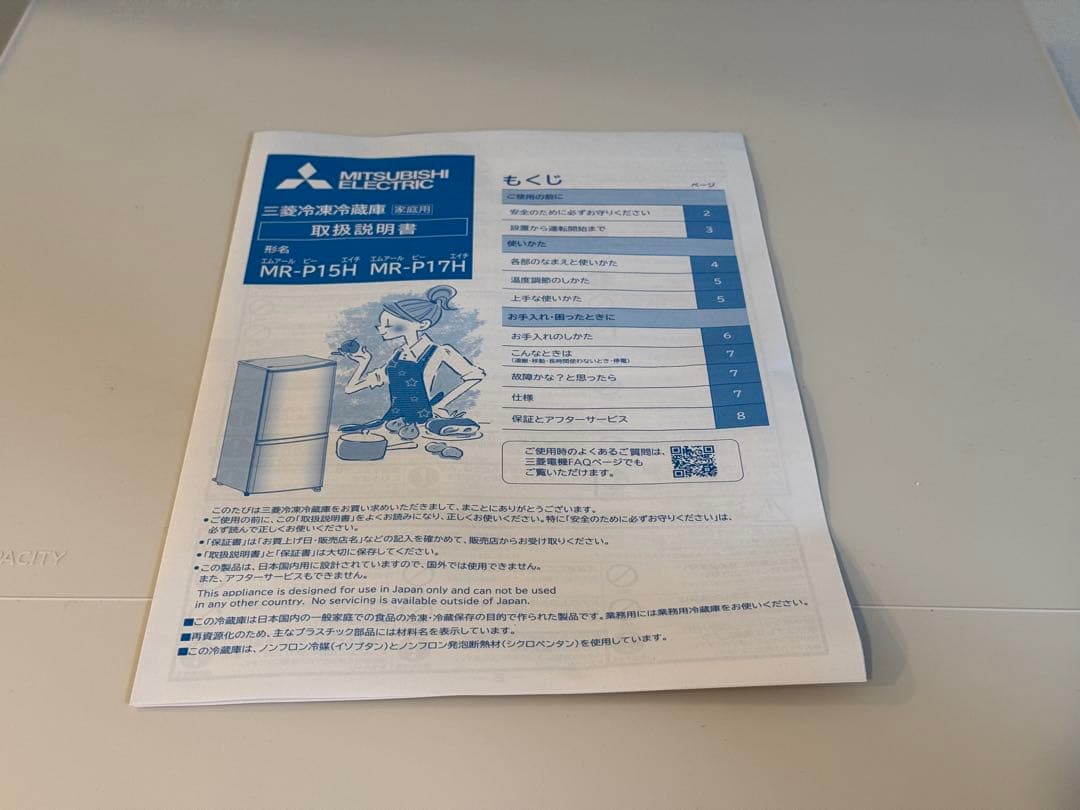 MITSUBISHI
ELECTRIC
三菱冷凍冷蔵庫 家庭用
取扱説明書
形名
エムアール ピー エイチ エムアール ピー エイチ
MR-P15H MR-P17H
もくじ
ページ
ご使用の前に
安全のために必ずお守りください 2
設置から運転開始まで 3
使いかた
各部のなまえと使いかた 4
温度調節のしかた 5
上手な使いかた 5
お手入れ・困ったときに
お手入れのしかた 6
こんなときは 7
(運搬・移動・長時間使わないとき・停電)
故障かな？と思ったら 7
仕様 7
保証とアフターサービス 8
ご使用時のよくあるご質問は、
三菱電機FAQページでも
ご覧いただけます。
このたびは三菱冷凍冷蔵庫をお買い求めいただきまして、まことにありがとうございます。
●ご使用の前に、この「取扱説明書」をよくお読みになり、正しくお使いください。特に「安全のために必ずお守りください」は、
必ず読んで正しくお使いください。
●「保証書」は「お買上げ日・販売店名」などの記入を確かめて、販売店からお受け取りください。
●「取扱説明書」と「保証書」は大切に保存してください。
●この製品は、日本国内用に設計されていますので、国外では使用できません。
また、アフターサービスもできません。
This appliance is designed for use in Japan only and can not be used
in any other country. No servicing is available outside of Japan.
■この冷蔵庫は日本国内の一般家庭での食品の冷凍・冷蔵保存の目的で作られた製品です。業務用には業務用冷蔵庫をお使いください。
■再資源化のため、主なプラスチック部品には材料名を表示しています。
■この冷蔵庫は、ノンフロン冷媒(イソブタン)とノンフロン発泡断熱材(シクロペンタン)を使用しています。